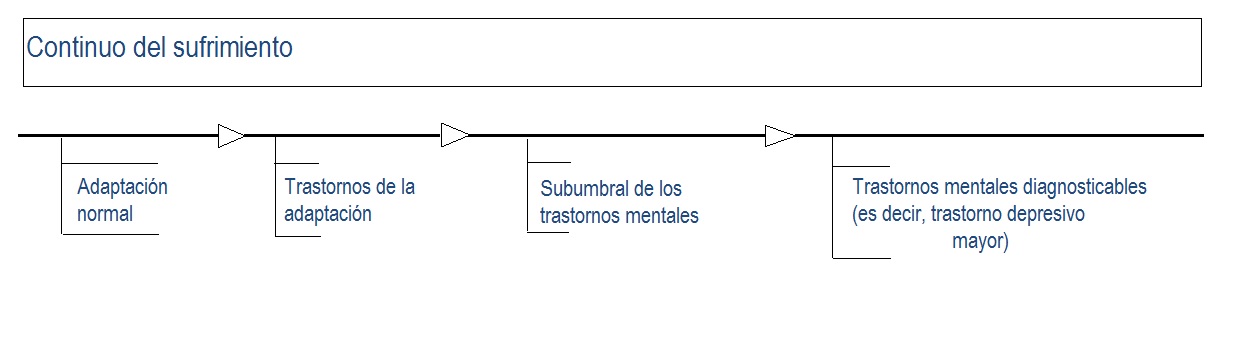 Continuo del sufrimiento
Adaptación
normal
Trastornos de la
adaptación
Subumbral de los
trastornos mentales
Trastornos mentales diagnosticables
(es decir, trastorno depresivo
mayor)